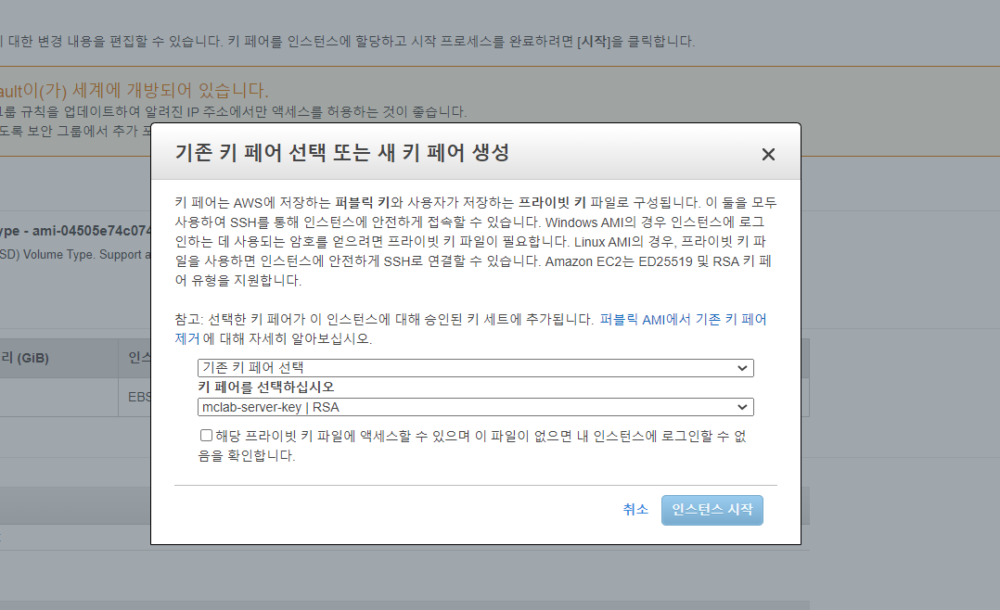 대한 변경 내용을 편집할 수 있습니다. 키 페어를 인스턴스에 할당하고 시작 프로세스를 완료하려면 [시작]을 클릭합니다.
ault이(가) 세계에 개방되어 있습니다.
그룹 규칙을 업데이트하여 알려진 IP 주소에서만 액세스를 허용하는 것이 좋습니다.
도록 보안 그룹에서 추가 포
기존 키 페어 선택 또는 새 키 페어 생성
키 페어는 AWS에 저장하는 퍼블릭 키와 사용자가 저장하는 프라이빗 키 파일로 구성됩니다. 이 둘을 모두
사용하여 SSH를 통해 인스턴스에 안전하게 접속할 수 있습니다. Windows AMI의 경우 인스턴스에 로그
인하는 데 사용되는 암호를 얻으려면 프라이빗 키 파일이 필요합니다. Linux AMI의 경우, 프라이빗 키 파
일을 사용하면 인스턴스에 안전하게 SSH로 연결할 수 있습니다. Amazon EC2는 ED25519 및 RSA 키 페
어 유형을 지원합니다.
ype - ami-04505e74c074
SD) Volume Type. Support a
참고: 선택한 키 페어가 이 인스턴스에 대해 승인된 키 세트에 추가됩니다. 퍼블릭 AMI에서 기존 키 페어
제거에 대해 자세히 알아보십시오.
리 (GiB)
인스
EBS
기존 키 페어 선택
키 페어를 선택하십시오
mclab-server-key | RSA
해당 프라이빗 키 파일에 액세스할 수 있으며 이 파일이 없으면 내 인스턴스에 로그인할 수 없
음을 확인합니다.
취소
인스턴스 시작